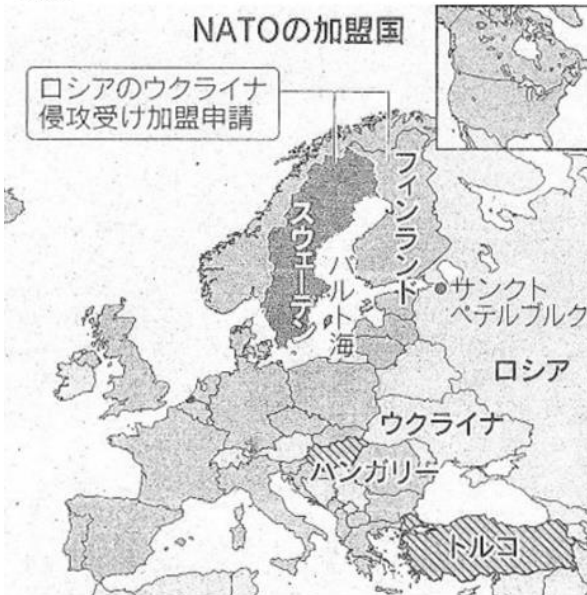 NATOの加盟国
ロシアのウクライナ
侵攻受け加盟申請
フィンランド
スウェーデン
バルト海
サンクト
ペテルブルク
ロシア
ウクライナ
ハンガリー
トルコ